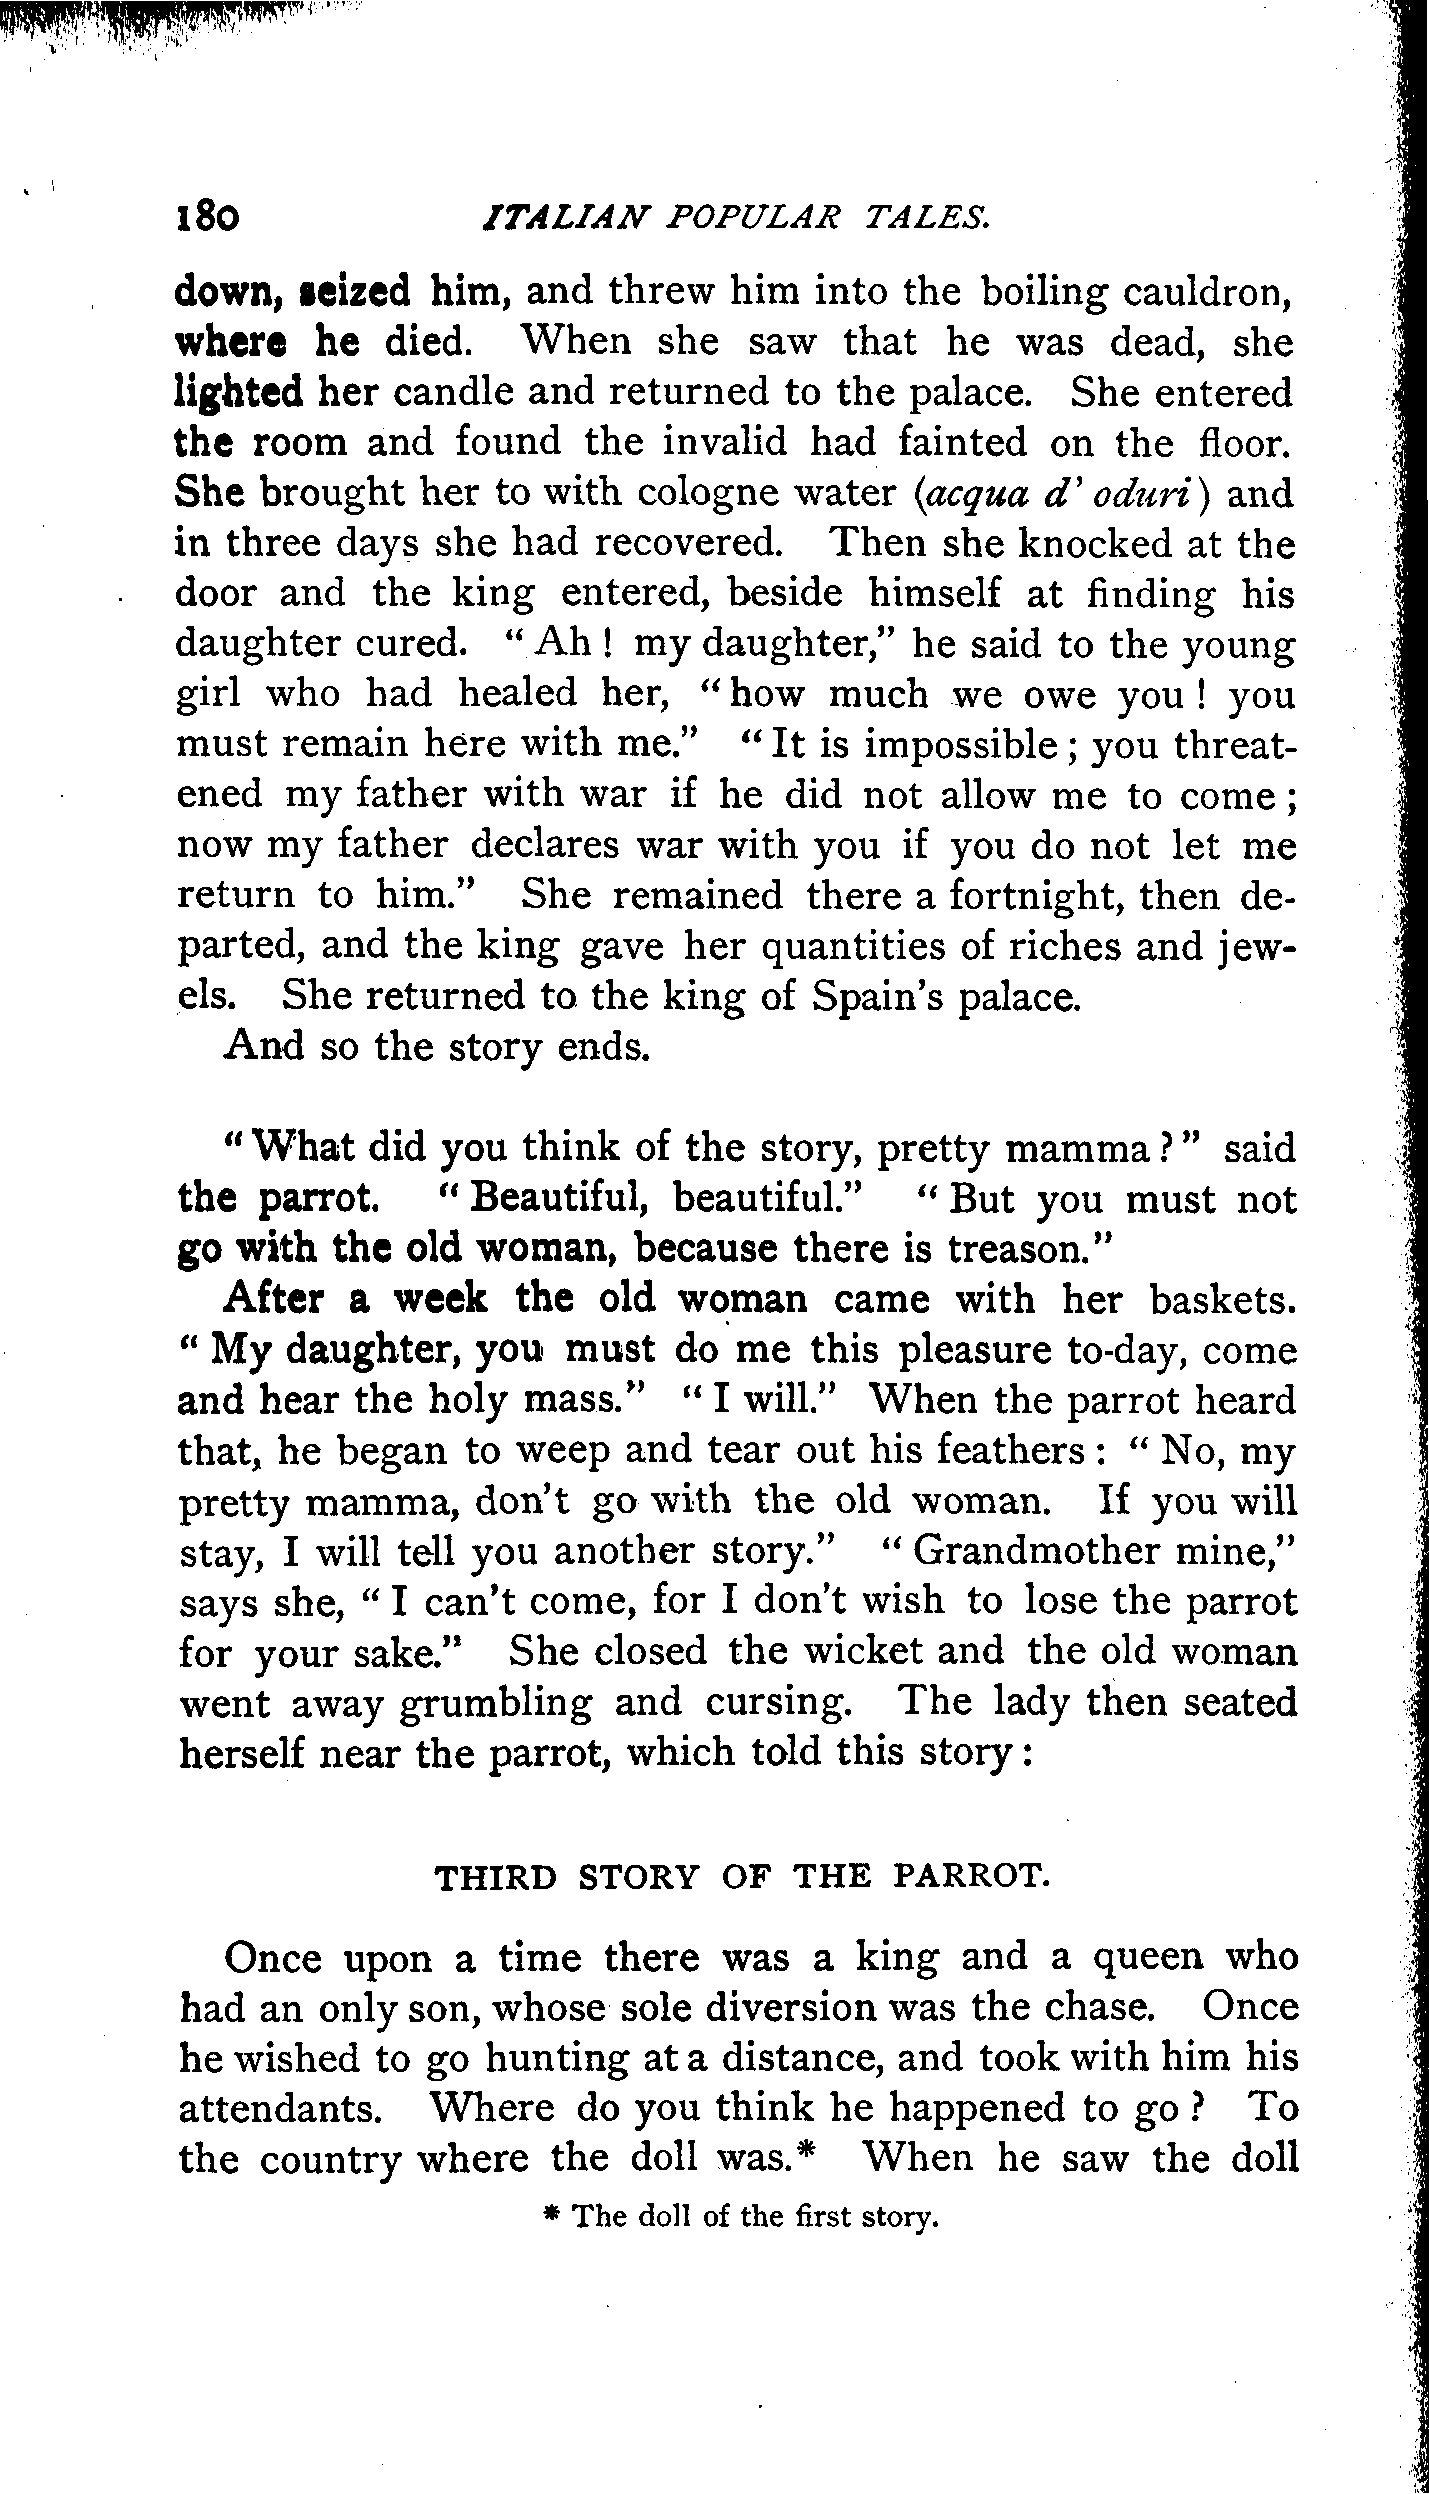 180 ITALIAN POPULAR TALES.
down, seized him, and threw him into the boiling cauldron,
where he died. When she saw that he was dead, she
lighted her candle and returned to the palace. She entered
the room and found the invalid had fainted on the floor.
She brought her to with cologne water (acqua d' oduri) and
in three days she had recovered. Then she knocked at the
door and the king entered, beside himself at finding his
daughter cured. "Ah! my daughter," he said to the young
girl who had healed her, "how much we owe you! you
must remain here with me." "It is impossible; you threat-
ened my father with war if he did not allow me to come;
now my father declares war with you if you do not let me
return to him." She remained there a fortnight, then de-
parted, and the king gave her quantities of riches and jew-
els. She returned to the king of Spain's palace.
And so the story ends.
"What did you think of the story, pretty mamma?" said
the parrot. "Beautiful, beautiful." "But you must not
go with the old woman, because there is treason."
After a week the old woman came with her baskets.
"My daughter, you must do me this pleasure to-day, come
and hear the holy mass." "I will." When the parrot heard
that, he began to weep and tear out his feathers: "No, my
pretty mamma, don't go with the old woman. If you will
stay, I will tell you another story." "Grandmother mine,"
says she, "I can't come, for I don't wish to lose the parrot
for your sake." She closed the wicket and the old woman
went away grumbling and cursing. The lady then seated
herself near the parrot, which told this story:
THIRD STORY OF THE PARROT.
Once upon a time there was a king and a queen who
had an only son, whose sole diversion was the chase. Once
he wished to go hunting at a distance, and took with him his
attendants. Where do you think he happened to go? To
the country where the doll was.* When he saw the doll
* The doll of the first story.